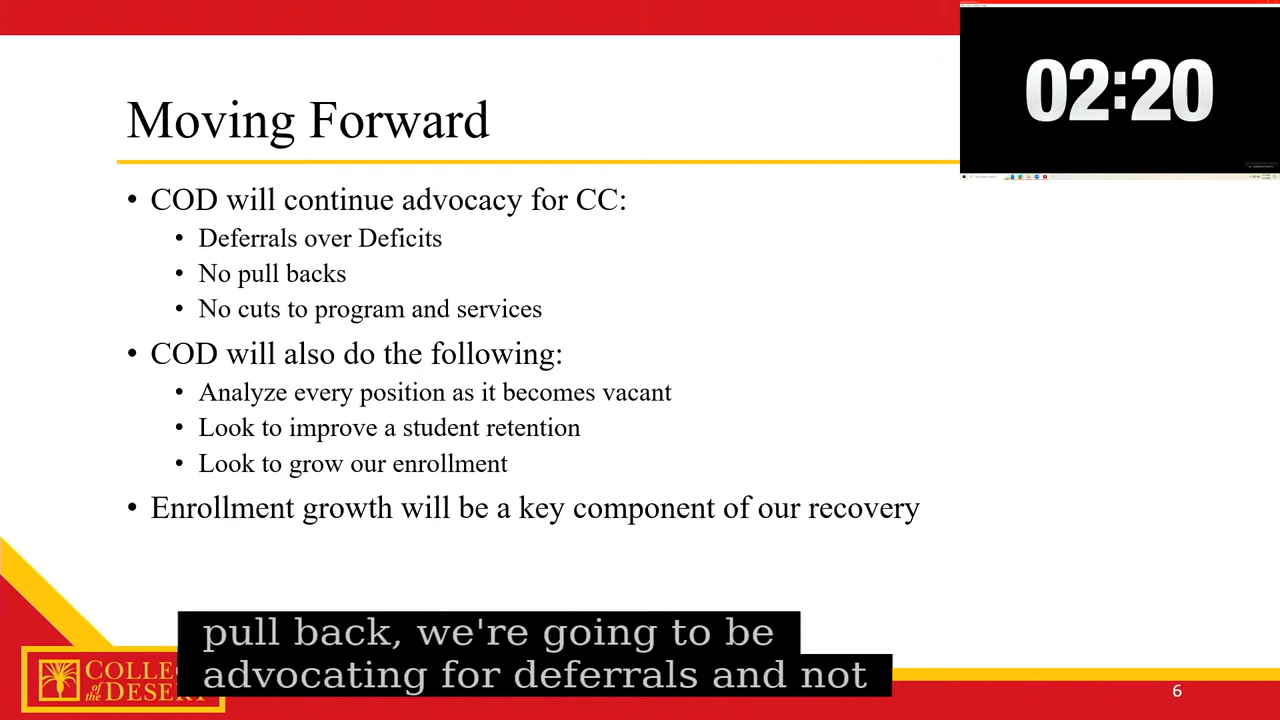 02:20
Moving Forward
• COD will continue advocacy for CC:
• Deferrals over Deficits
• No pull backs
• No cuts to program and services
• COD will also do the following:
• Analyze every position as it becomes vacant
• Look to improve a student retention
• Look to grow our enrollment
• Enrollment growth will be a key component of our recovery
pull back, we're going to be
advocating for deferrals and not
COLLE
of the DESERT
6